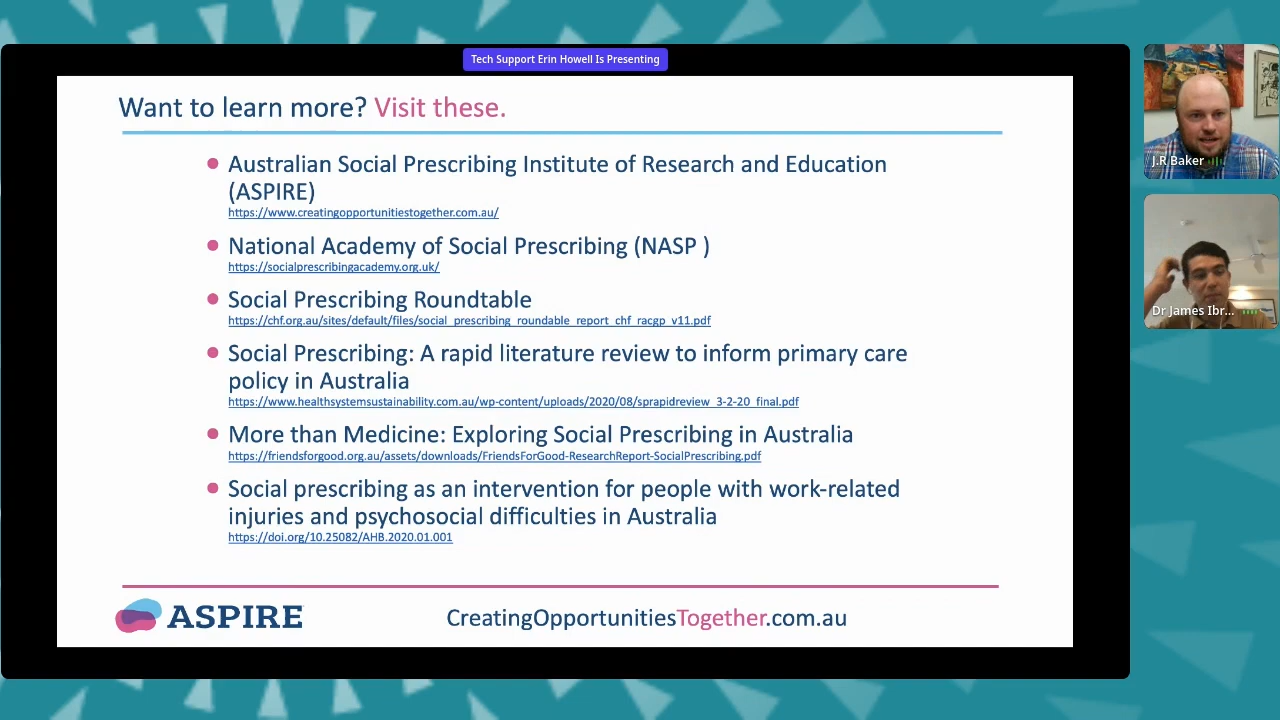 Tech Support Erin Howell Is Presenting
Want to learn more? Visit these.
Australian Social Prescribing Institute of Research and Education
(ASPIRE)
https://www.creatingopportunitiestogether.com.au/
National Academy of Social Prescribing (NASP )
https://socialprescribingacademy.org.uk/
Social Prescribing Roundtable
https://chf.org.au/sites/default/files/social_prescribing_roundtable_report_chf_racgp_v11.pdf
Social Prescribing: A rapid literature review to inform primary care
policy in Australia
https://www.healthsystemsustainability.com.au/wp-content/uploads/2020/08/sprapidreview_3-2-20_final.pdf
More than Medicine: Exploring Social Prescribing in Australia
https://friendsforgood.org.au/assets/downloads/FriendsForGood-ResearchReport-SocialPrescribing.pdf
Social prescribing as an intervention for people with work-related
injuries and psychosocial difficulties in Australia
https://doi.org/10.25082/AHB.2020.01.001
ASPIRE
CreatingOpportunitiesTogether.com.au
J.R Baker
Dr James Ibr...